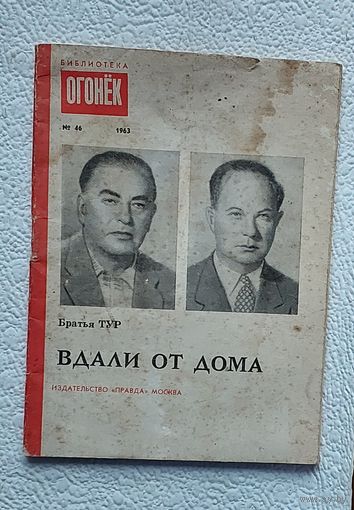 БИБЛИОТЕКА
ОГОНЁК
№ 46 1963
Братья ТУР
ВДАЛИ ОТ ДОМА
ИЗДАТЕЛЬСТВО «ПРАВДА» МОСКВА